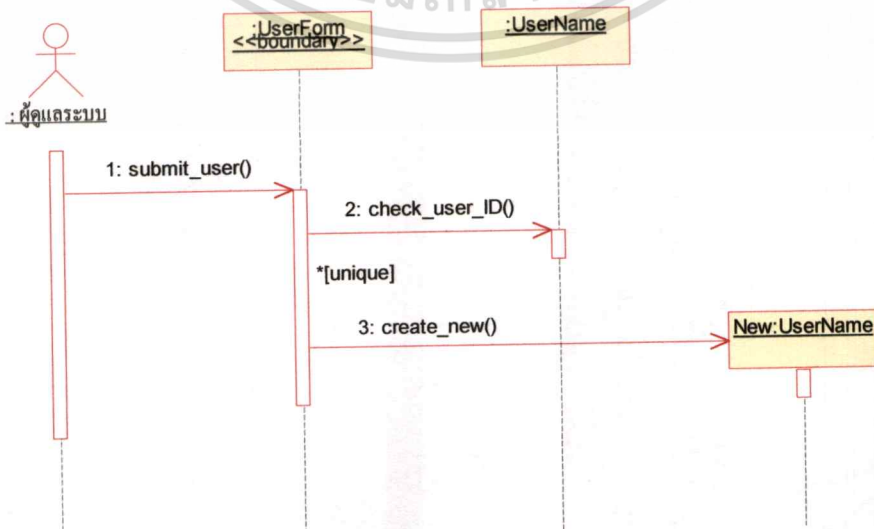 :UserForm
<<boundary>>
:UserName
: ผู้ดูแลระบบ
1: submit_user()
2: check_user_ID()
*[unique]
3: create_new()
New:UserName